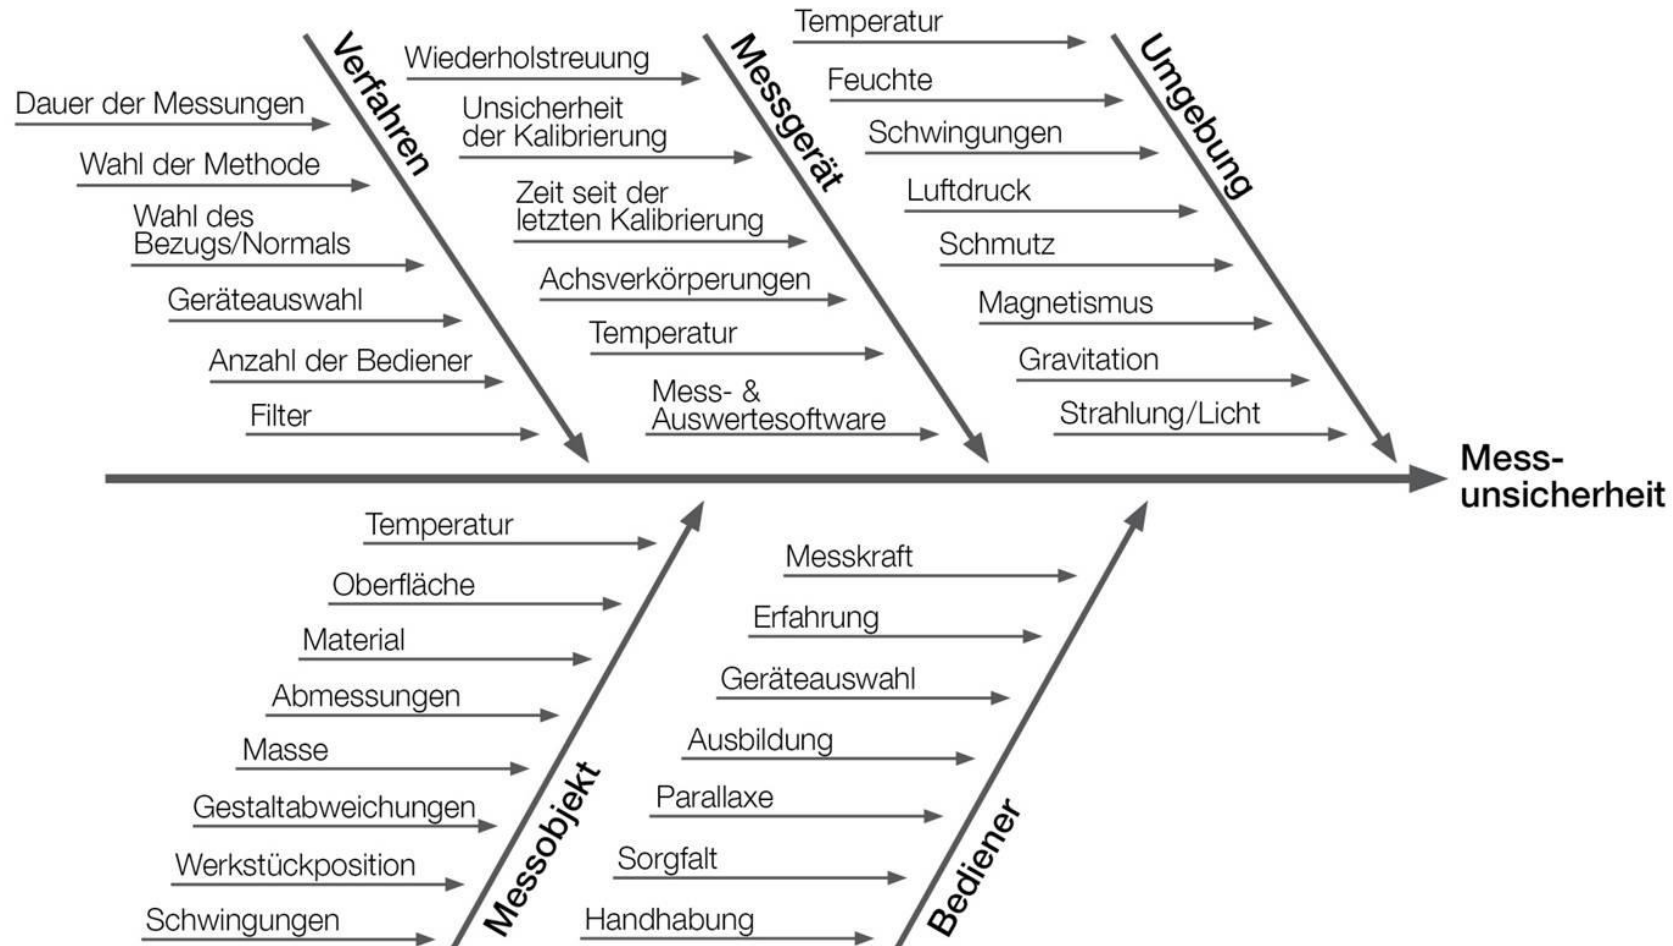 Verfahren
Dauer der Messungen
Wahl der Methode
Wahl des
Bezugs/Normals
Geräteauswahl
Anzahl der Bediener
Filter
Messgerät
Wiederholstreuung
Unsicherheit
der Kalibrierung
Zeit seit der
letzten Kalibrierung
Achsverkörperungen
Temperatur
Mess- &
Auswertesoftware
Umgebung
Temperatur
Feuchte
Schwingungen
Luftdruck
Schmutz
Magnetismus
Gravitation
Strahlung/Licht
Mess-
unsicherheit
Temperatur
Oberfläche
Material
Abmessungen
Masse
Gestaltabweichungen
Werkstückposition
Schwingungen
Messobjekt
Messkraft
Erfahrung
Geräteauswahl
Ausbildung
Parallaxe
Sorgfalt
Handhabung
Bediener